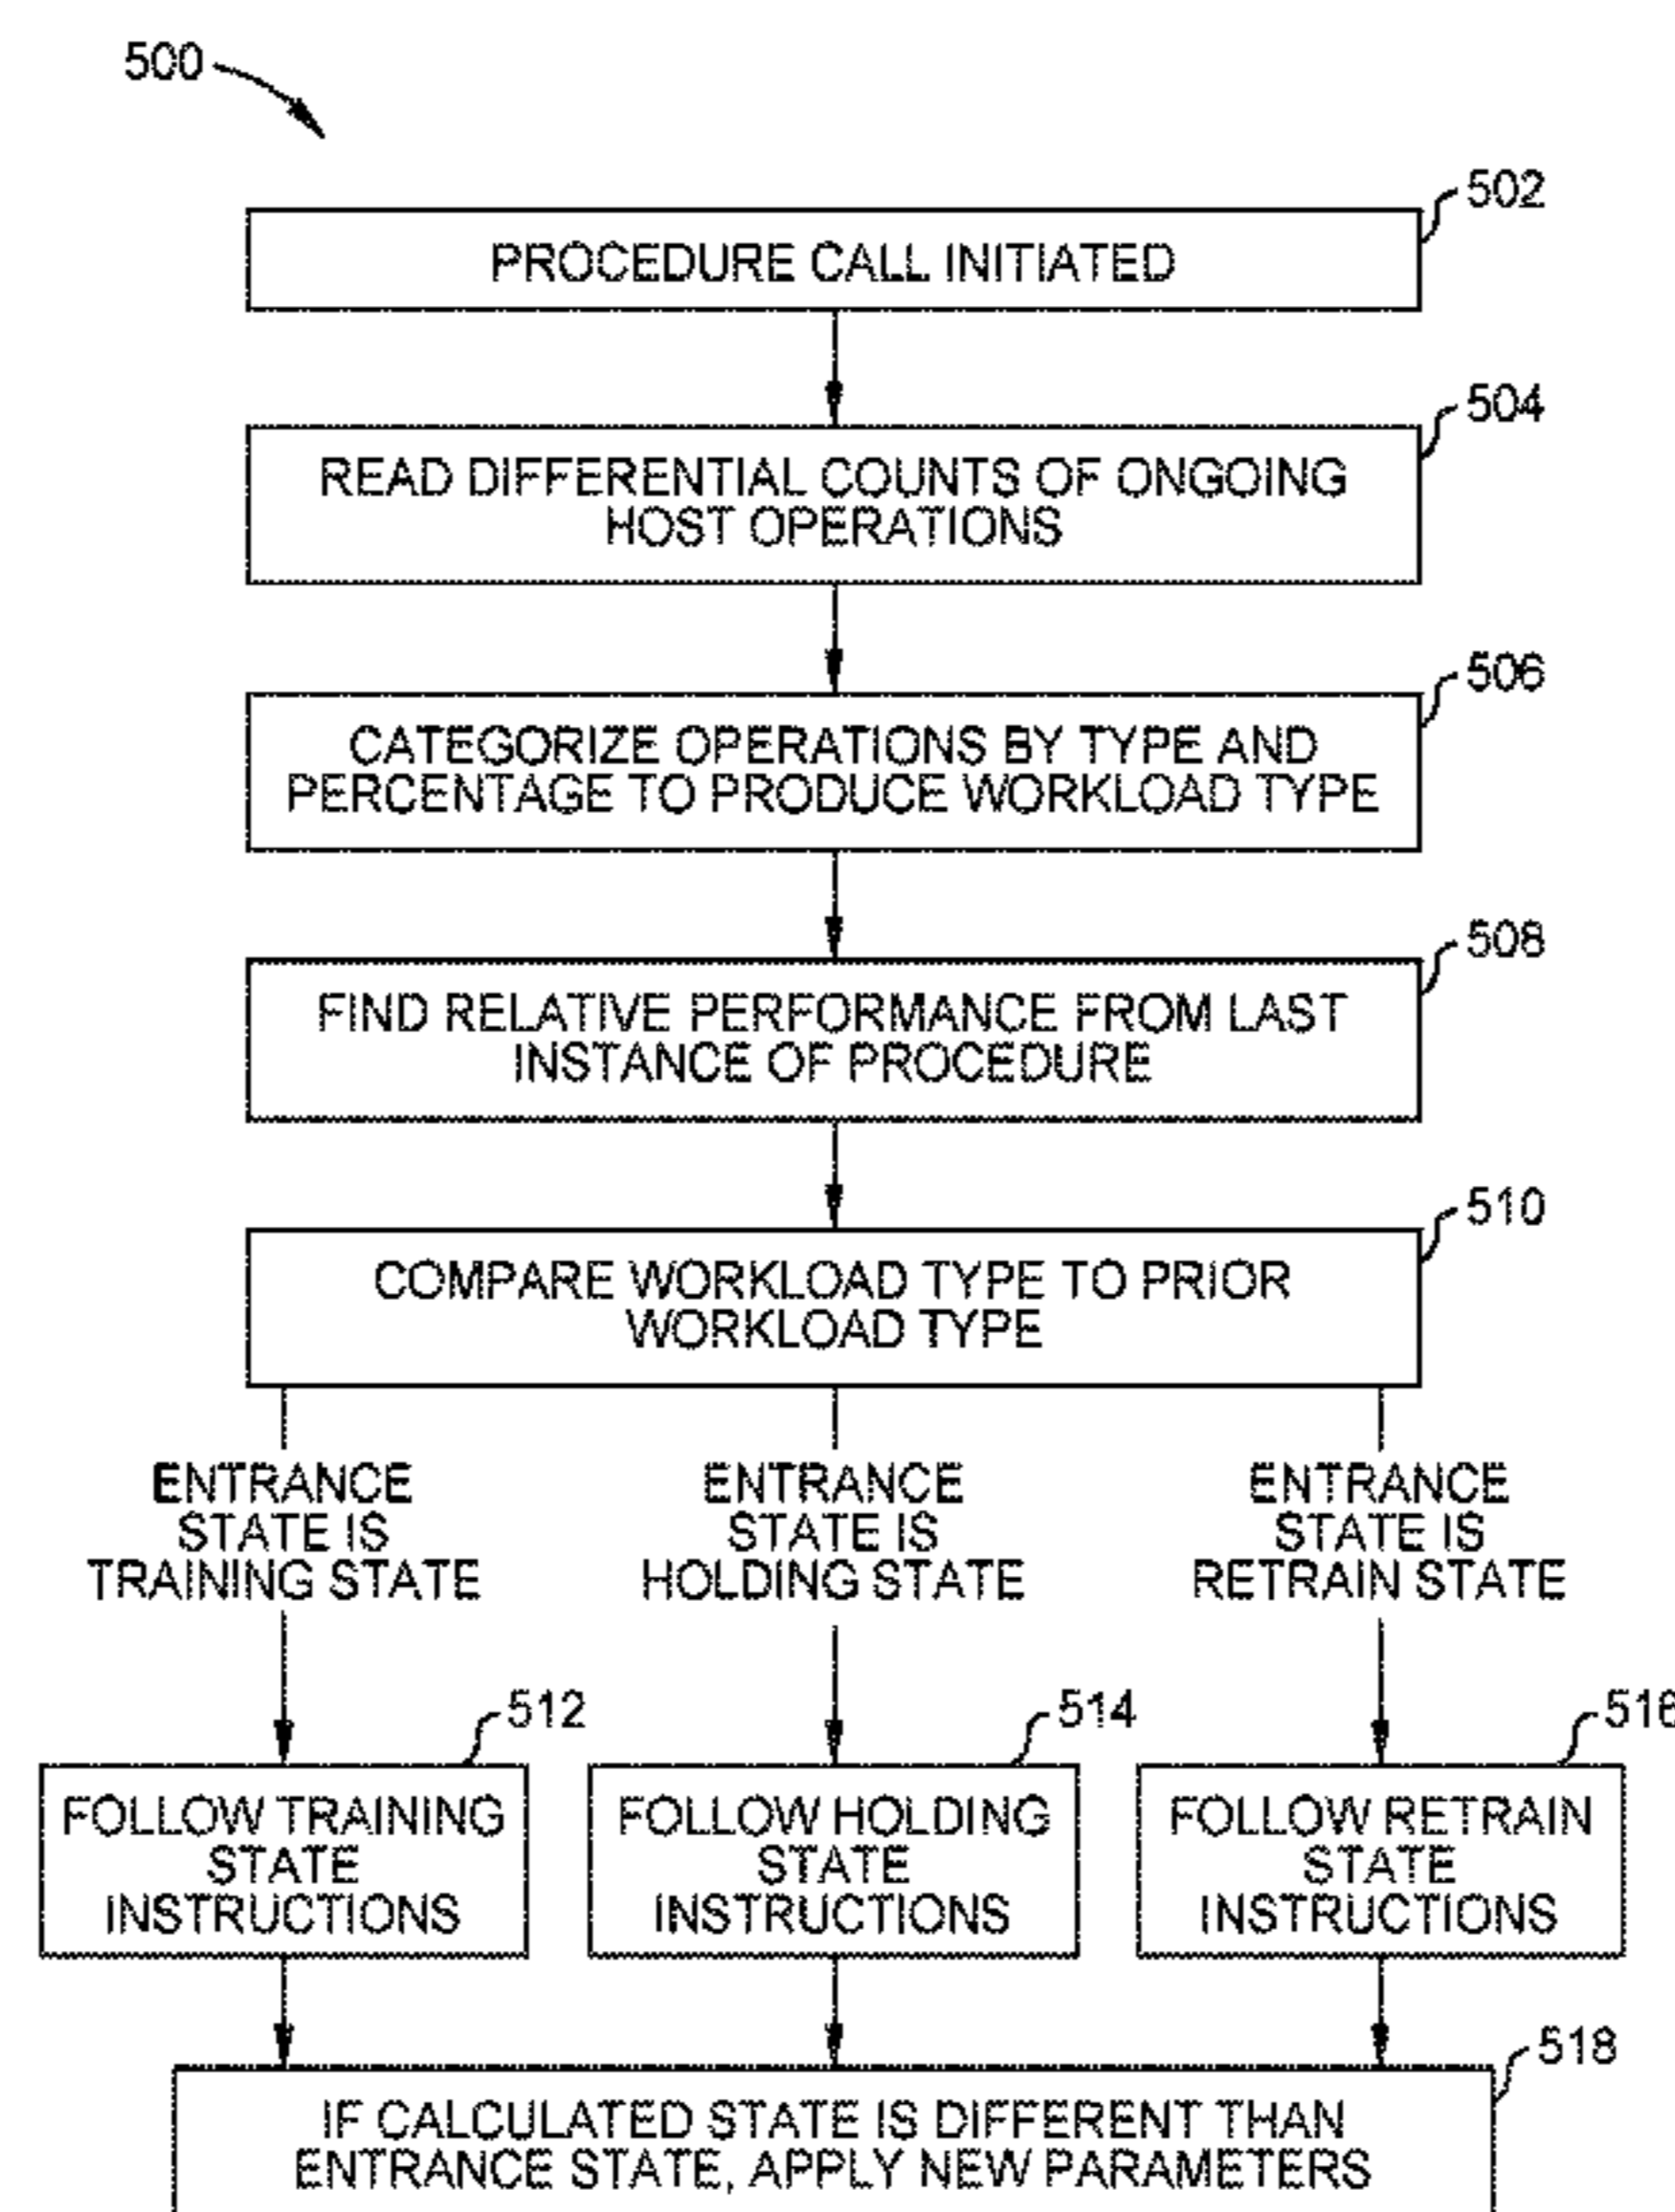 500
502
PROCEDURE CALL INITIATED
504
READ DIFFERENTIAL COUNTS OF ONGOING
HOST OPERATIONS
506
CATEGORIZE OPERATIONS BY TYPE AND
PERCENTAGE TO PRODUCE WORKLOAD TYPE
508
FIND RELATIVE PERFORMANCE FROM LAST
INSTANCE OF PROCEDURE
510
COMPARE WORKLOAD TYPE TO PRIOR
WORKLOAD TYPE
ENTRANCE
STATE IS
TRAINING STATE
ENTRANCE
STATE IS
HOLDING STATE
ENTRANCE
STATE IS
RETRAIN STATE
512
FOLLOW TRAINING
STATE
INSTRUCTIONS
514
FOLLOW HOLDING
STATE
INSTRUCTIONS
516
FOLLOW RETRAIN
STATE
INSTRUCTIONS
518
IF CALCULATED STATE IS DIFFERENT THAN
ENTRANCE STATE, APPLY NEW PARAMETERS